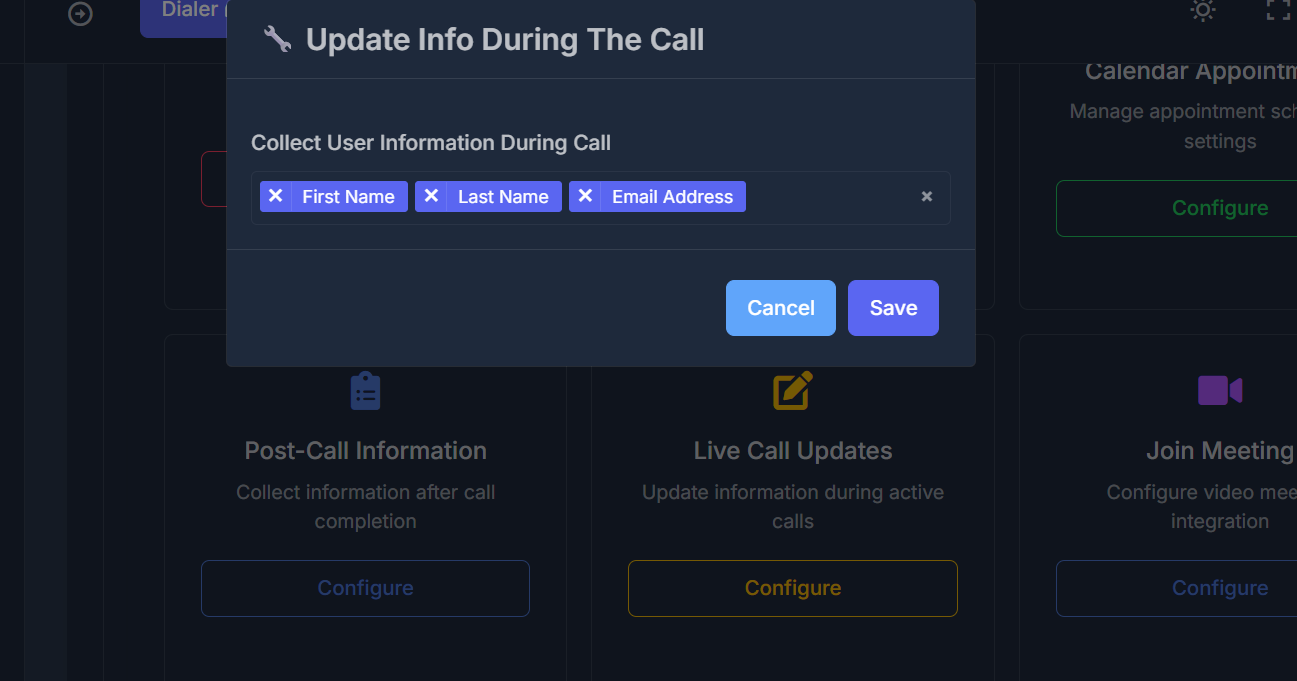 Dialer
Update Info During The Call
Calendar Appointm
Manage appointment sch
settings
Collect User Information During Call
× First Name × Last Name × Email Address ×
Configure
Cancel Save
Post-Call Information
Collect information after call
completion
Configure
Live Call Updates
Update information during active
calls
Configure
Join Meeting
Configure video mee
integration
Configure